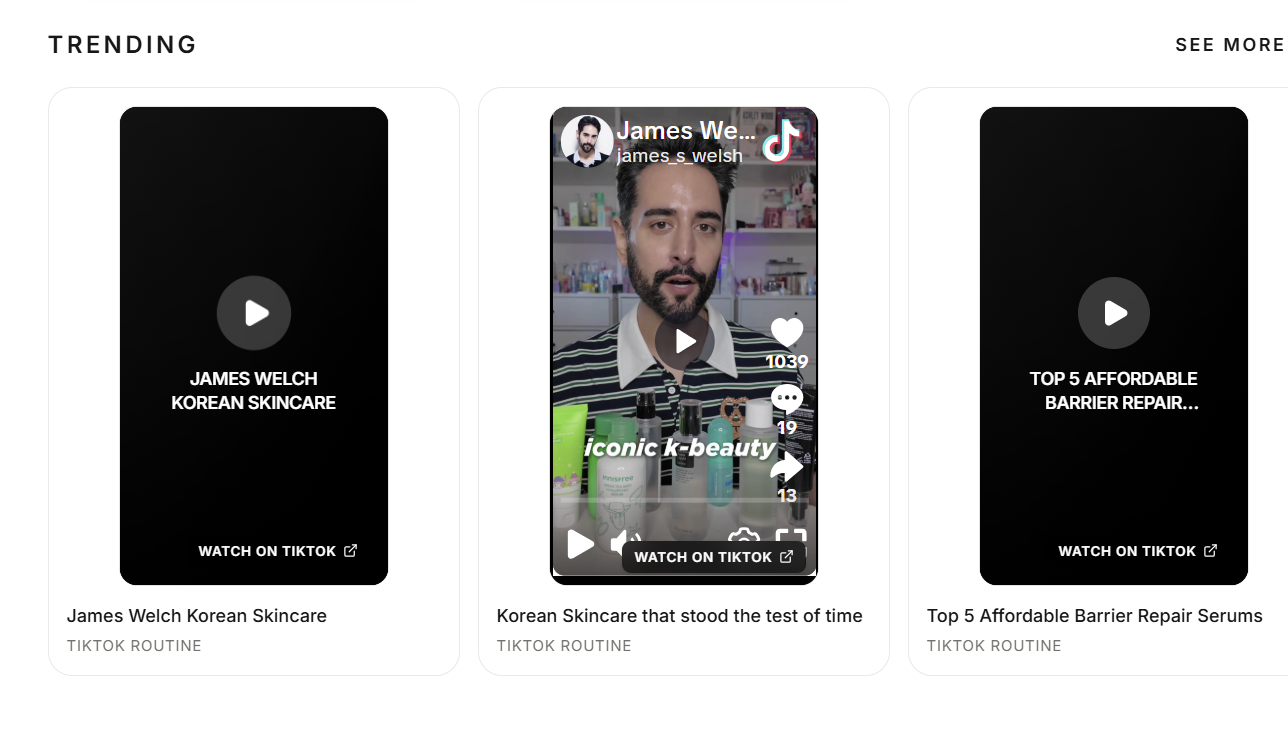 TRENDING
SEE MORE
JAMES WELCH
KOREAN SKINCARE
WATCH ON TIKTOK
James Welch Korean Skincare
TIKTOK ROUTINE
James We...
james_s_welsh
1039
19
iconic k-beauty
innisfree
13
WATCH ON TIKTOK
Korean Skincare that stood the test of time
TIKTOK ROUTINE
TOP 5 AFFORDABLE
BARRIER REPAIR...
WATCH ON TIKTOK
Top 5 Affordable Barrier Repair Serums
TIKTOK ROUTINE